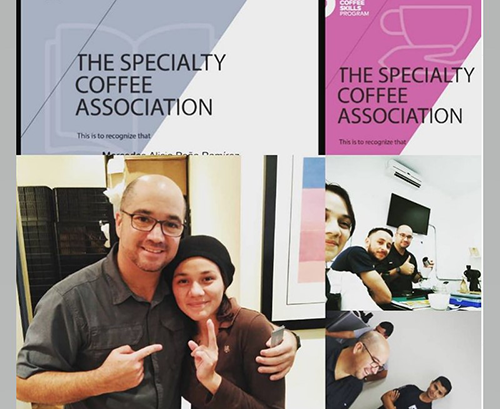 THE SPECIALTY
COFFEE
ASSOCIATION
This is to recognize that
COFFEE
SKILLS
PROGRAM
THE SPECIALTY
COFFEE
ASSOCIATION
This is to recognize that